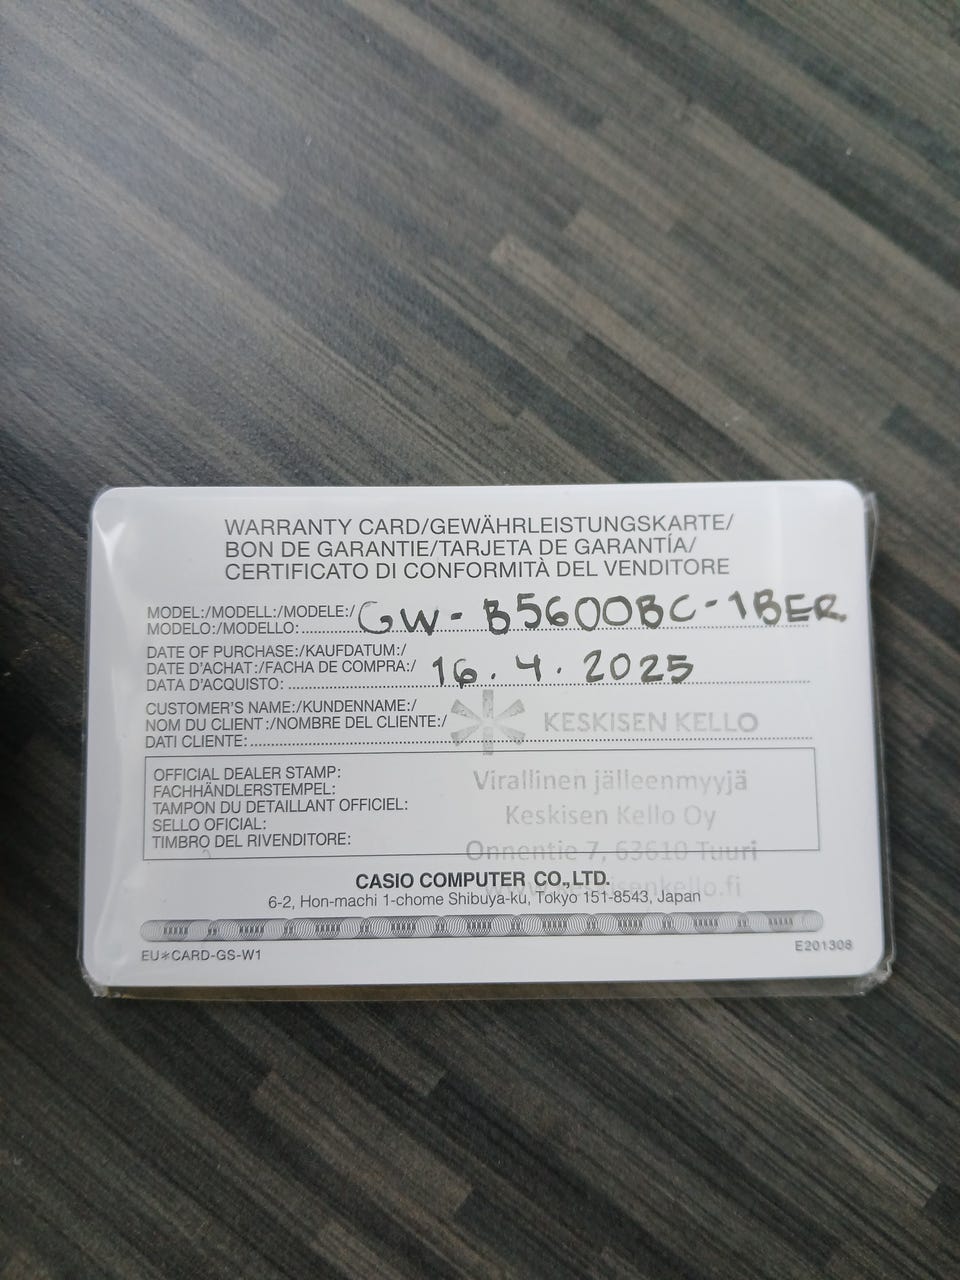 WARRANTY CARD/GEWÄHRLEISTUNGSKARTE/
BON DE GARANTIE/TARJETA DE GARANTÍA/
CERTIFICATO DI CONFORMITÀ DEL VENDITORE
MODEL:/MODELL:/MODELE:/
MODELO:/MODELLO: GW-B5600BC-1BER
DATE OF PURCHASE:/KAUFDATUM:/
DATE D'ACHAT:/FACHA DE COMPRA:/
DATA D'ACQUISTO: 16.4.2025
CUSTOMER'S NAME:/KUNDENNAME:/
NOM DU CLIENT :/NOMBRE DEL CLIENTE:/
DATI CLIENTE:
KESKISEN KELLO
OFFICIAL DEALER STAMP:
FACHHÄNDLERSTEMPEL:
TAMPON DU DETAILLANT OFFICIEL:
SELLO OFICIAL:
TIMBRO DEL RIVENDITORE:
Virallinen jälleenmyyjä
Keskisen Kello Oy
Onnentie 7, 63610 Tuuri
www.keskisenkello.fi
CASIO COMPUTER CO.,LTD.
6-2, Hon-machi 1-chome Shibuya-ku, Tokyo 151-8543, Japan
EU*CARD-GS-W1
E201308